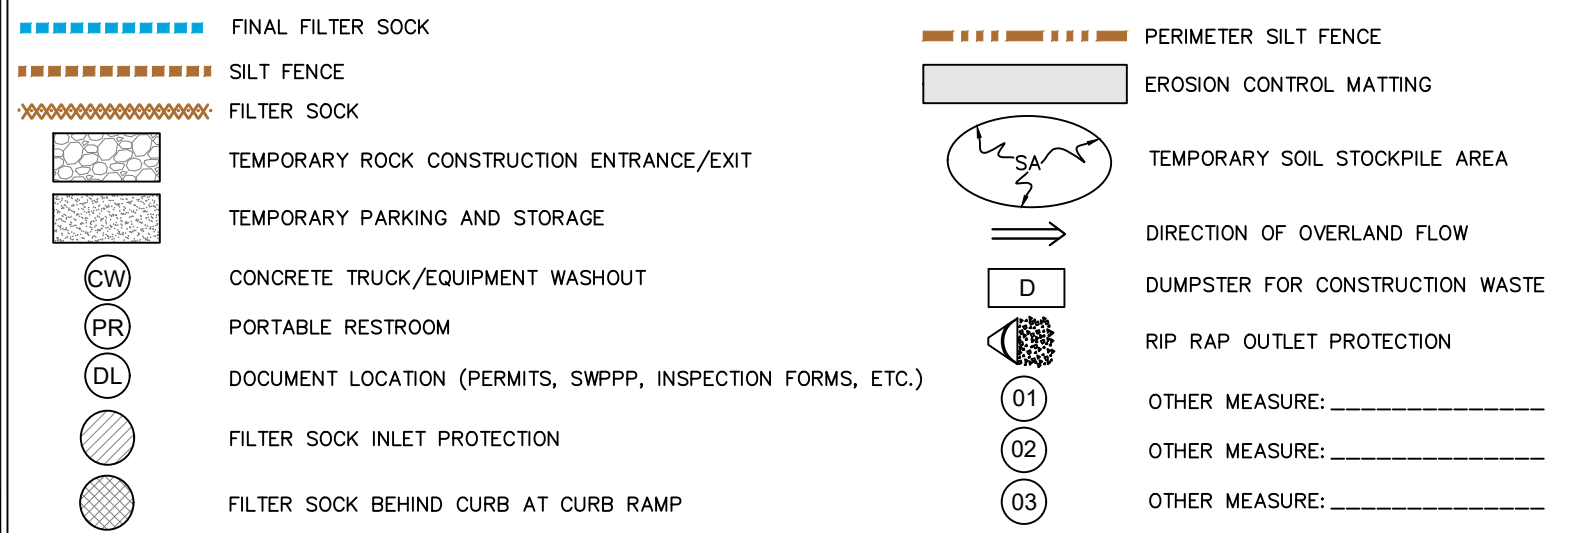 FINAL FILTER SOCK
SILT FENCE
FILTER SOCK
TEMPORARY ROCK CONSTRUCTION ENTRANCE/EXIT
TEMPORARY PARKING AND STORAGE
CW CONCRETE TRUCK/EQUIPMENT WASHOUT
PR PORTABLE RESTROOM
DL DOCUMENT LOCATION (PERMITS, SWPPP, INSPECTION FORMS, ETC.)
FILTER SOCK INLET PROTECTION
FILTER SOCK BEHIND CURB AT CURB RAMP
PERIMETER SILT FENCE
EROSION CONTROL MATTING
SA TEMPORARY SOIL STOCKPILE AREA
DIRECTION OF OVERLAND FLOW
D DUMPSTER FOR CONSTRUCTION WASTE
RIP RAP OUTLET PROTECTION
01 OTHER MEASURE: ______________
02 OTHER MEASURE: ______________
03 OTHER MEASURE: ______________